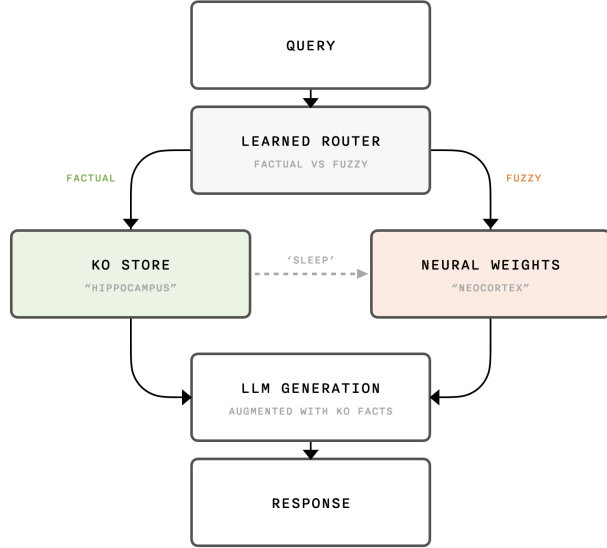 QUERY
LEARNED ROUTER
FACTUAL VS FUZZY
FACTUAL
FUZZY
KO STORE
"HIPPOCAMPUS"
'SLEEP'
NEURAL WEIGHTS
"NEOCORTEX"
LLM GENERATION
AUGMENTED WITH KO FACTS
RESPONSE